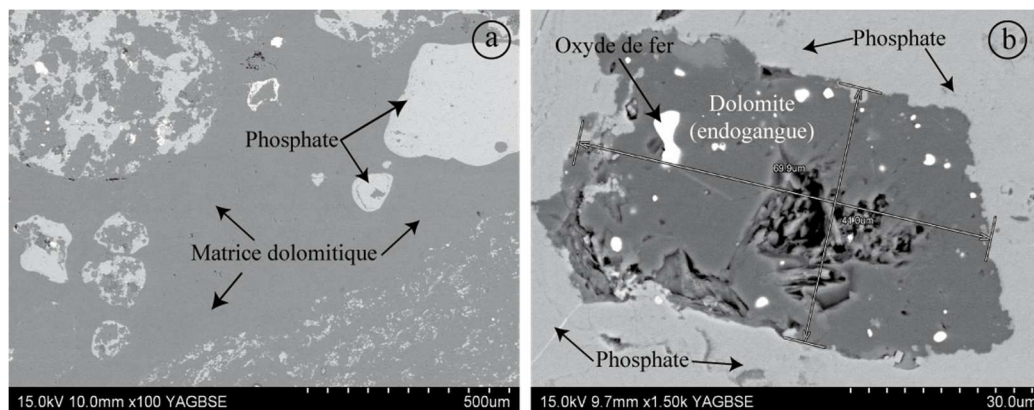 a
Phosphate
Matrice dolomitique
15.0kV 10.0mm x100 YAGBSE 500um
b
Oxyde de fer
Phosphate
Dolomite
(endogangue)
69.9um
41.0um
Phosphate
15.0kV 9.7mm x1.50k YAGBSE 30.0um